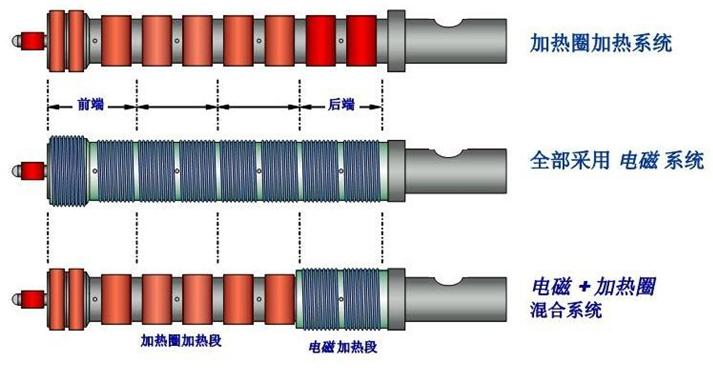 加热圈加热系统
前端
后端
全部采用 电磁 系统
电磁 + 加热圈
混合系统
加热圈加热段
电磁加热段